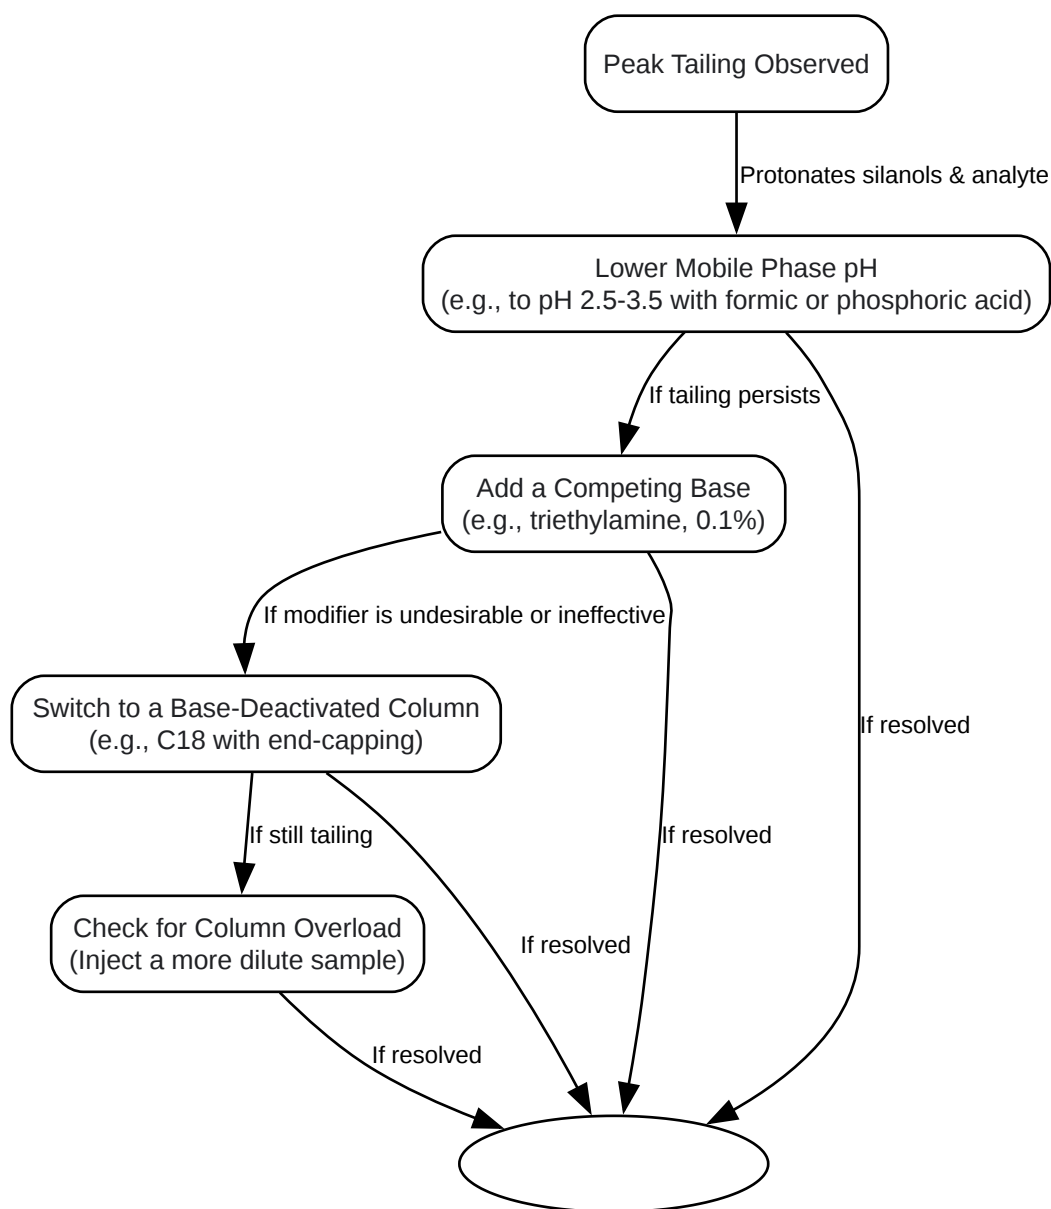 Peak Tailing Observed
Protonates silanols & analyte
Lower Mobile Phase pH
(e.g., to pH 2.5-3.5 with formic or phosphoric acid)
If tailing persists
Add a Competing Base
(e.g., triethylamine, 0.1%)
If modifier is undesirable or ineffective
Switch to a Base-Deactivated Column
(e.g., C18 with end-capping)
If resolved
If still tailing
If resolved
Check for Column Overload
(Inject a more dilute sample)
If resolved
If resolved